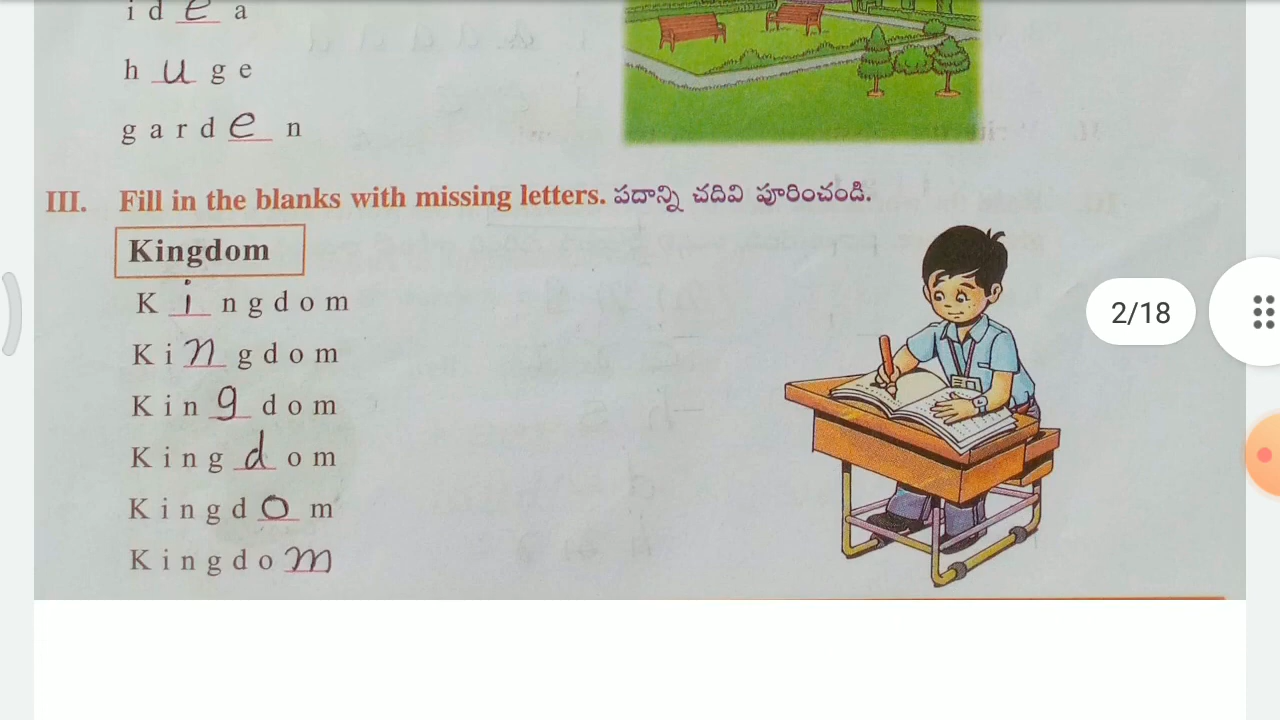 i d e a
h u g e
g a r d e n
III. Fill in the blanks with missing letters. పదాన్ని చదివి పూరించండి.
Kingdom
K i n g d o m
K i n g d o m
K i n g d o m
K i n g d o m
K i n g d o m
K i n g d o m
2/18